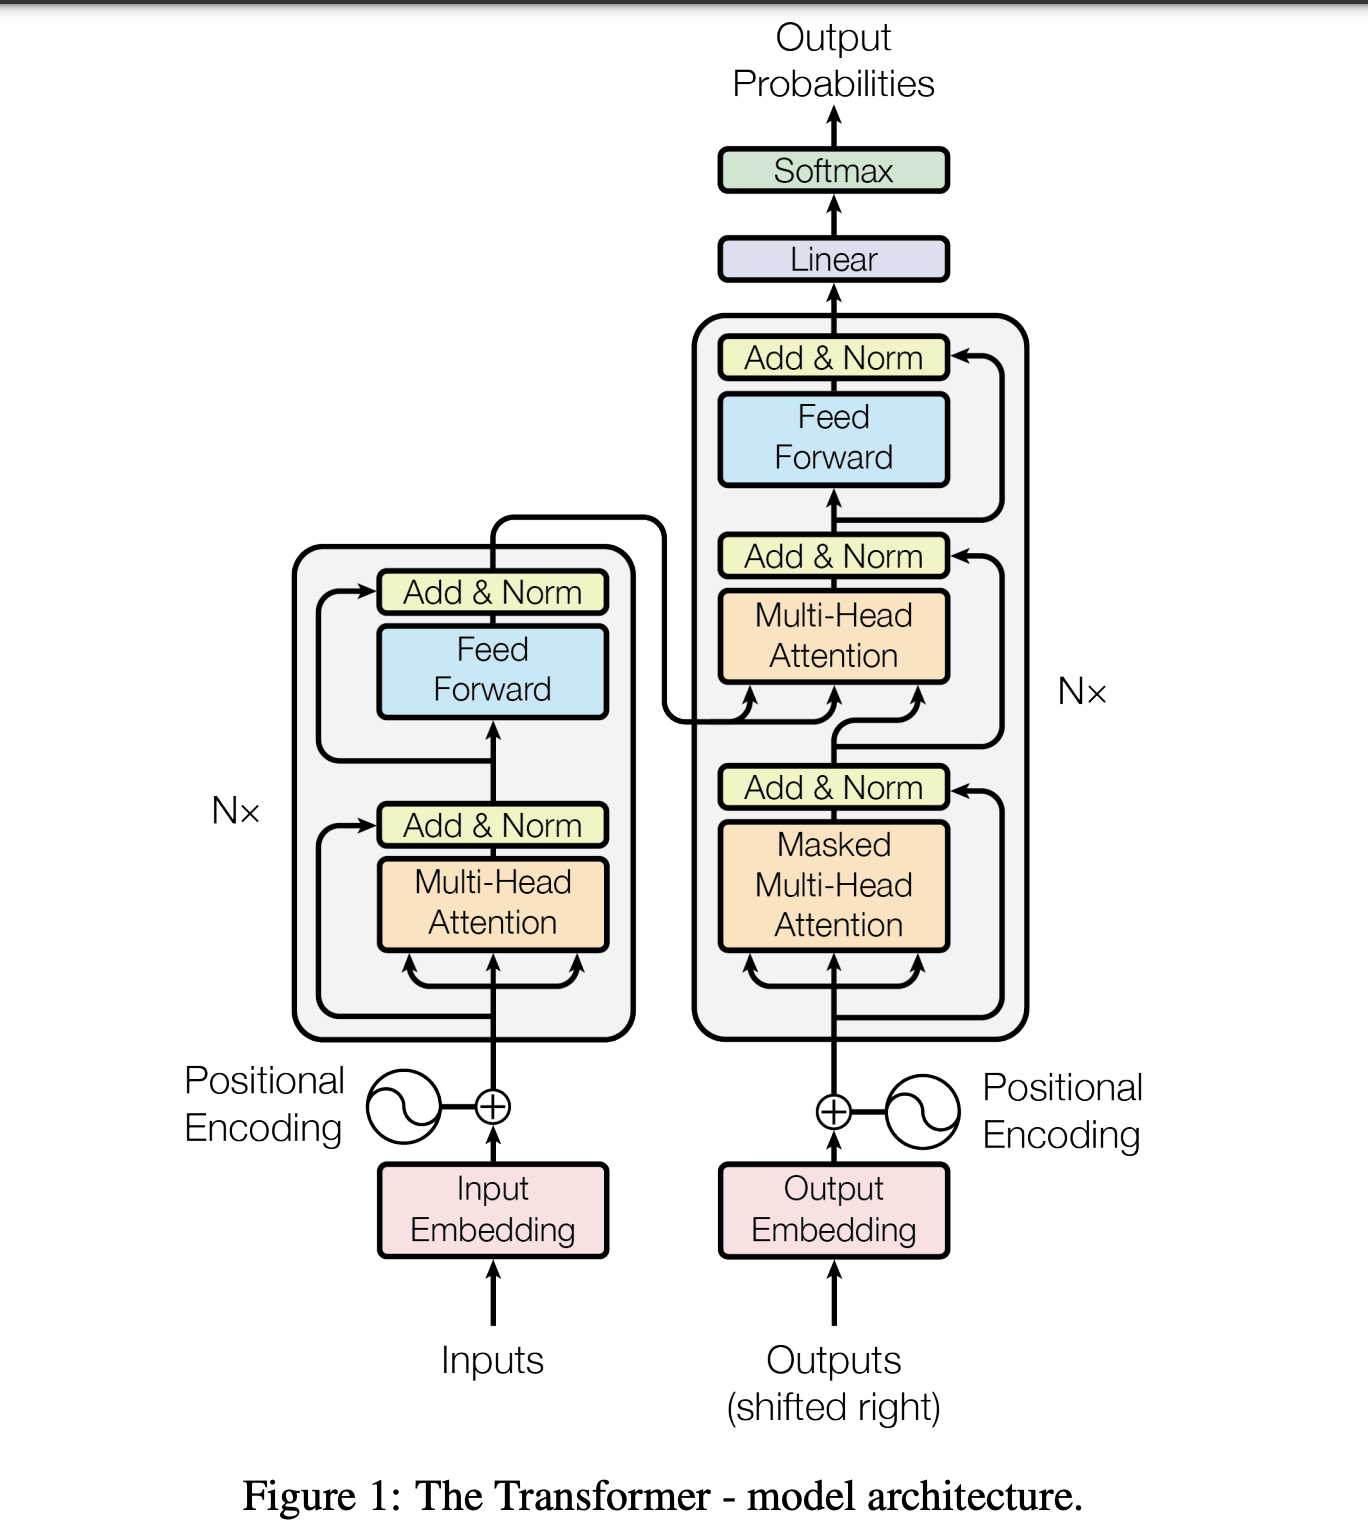 Output
Probabilities
Softmax
Linear
Add & Norm
Feed
Forward
Add & Norm
Multi-Head
Attention
N×
Add & Norm
Masked
Multi-Head
Attention
Add & Norm
Feed
Forward
N×
Add & Norm
Multi-Head
Attention
Positional
Encoding
Positional
Encoding
Input
Embedding
Output
Embedding
Inputs
Outputs
(shifted right)
Figure 1: The Transformer - model architecture.